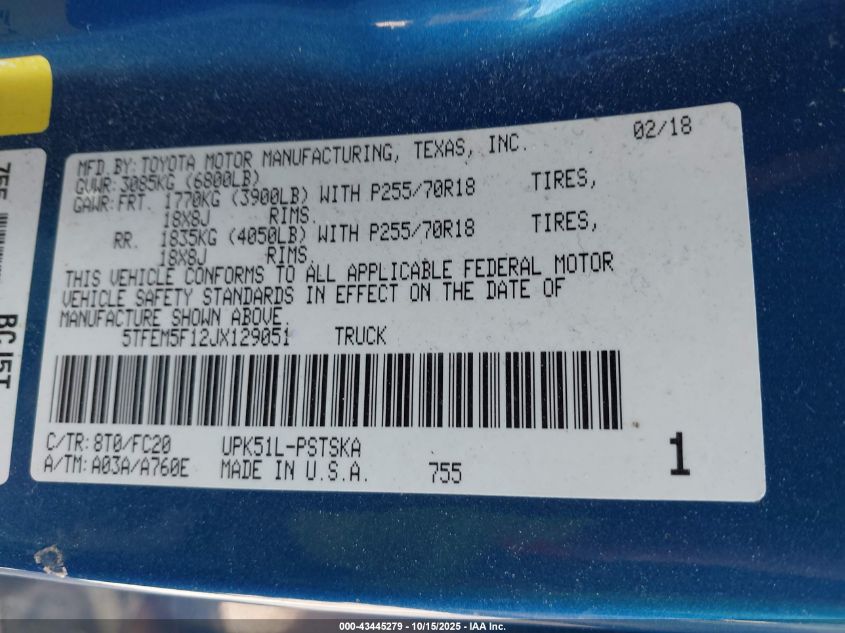 02/18
MFD BY: TOYOTA MOTOR MANUFACTURING, TEXAS, INC.
GVWR: 3085KG (6800LB)
GAWR: FRT. 1770KG (3900LB) WITH P255/70R18 TIRES,
18X8J RIMS.
RR. 1835KG (4050LB) WITH P255/70R18 TIRES,
18X8J RIMS.
THIS VEHICLE CONFORMS TO ALL APPLICABLE FEDERAL MOTOR
VEHICLE SAFETY STANDARDS IN EFFECT ON THE DATE OF
MANUFACTURE SHOWN ABOVE.
5TFEM5F12JX129051 TRUCK
C/TR: 8T0/FC20 UPK51L-PSTSKA
A/TM: A03A/A760E MADE IN U.S.A. 755 1
755
000-43445279 - 10/15/2025 - IAA Inc.